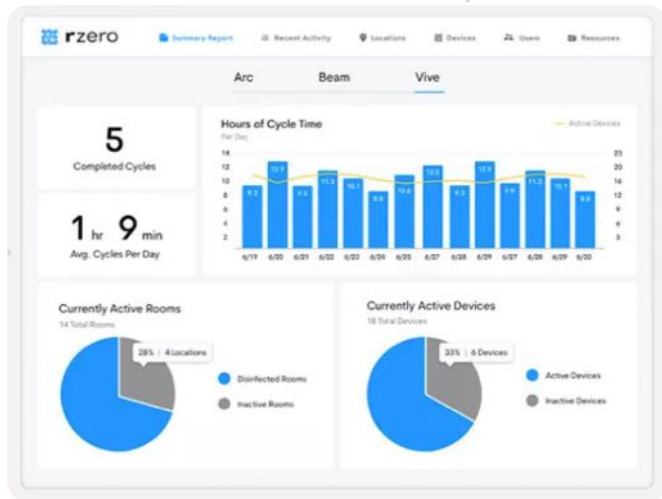 rzero
Summary Report
Recent Activity
Locations
Devices
Users
Resources
Arc
Beam
Vive
5
Completed Cycles
1 hr 9 min
Avg. Cycles Per Day
Hours of Cycle Time
Per Day
Active Devices
14
12
10
8
6
4
2
9.3
12.9
9.5
11.3
10.1
8.8
10.6
12.5
9.3
12.9
9.9
11.3
10.1
8.8
23
20
16
12
9
6
3
6/19
6/20
6/21
6/22
6/23
6/24
6/25
6/27
6/28
6/29
6/27
6/28
6/29
6/30
Currently Active Rooms
14 Total Rooms
28% | 4 Locations
Disinfected Rooms
Inactive Rooms
Currently Active Devices
18 Total Devices
33% | 6 Devices
Active Devices
Inactive Devices